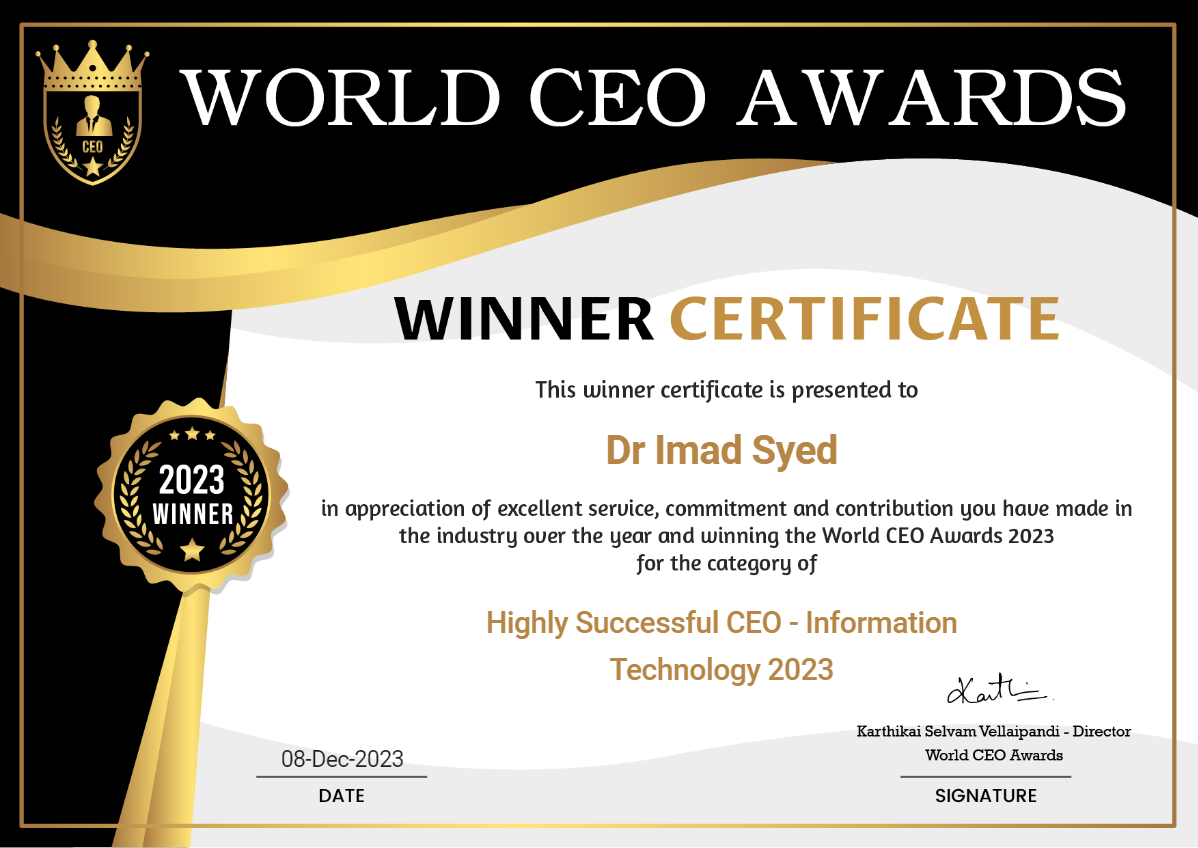 WORLD CEO AWARDS
CEO
WINNER CERTIFICATE
This winner certificate is presented to
Dr Imad Syed
2023
WINNER
in appreciation of excellent service, commitment and contribution you have made in
the industry over the year and winning the World CEO Awards 2023
for the category of
Highly Successful CEO - Information
Technology 2023
Karthi
Karthikai Selvam Vellaipandi - Director
World CEO Awards
08-Dec-2023
DATE
SIGNATURE